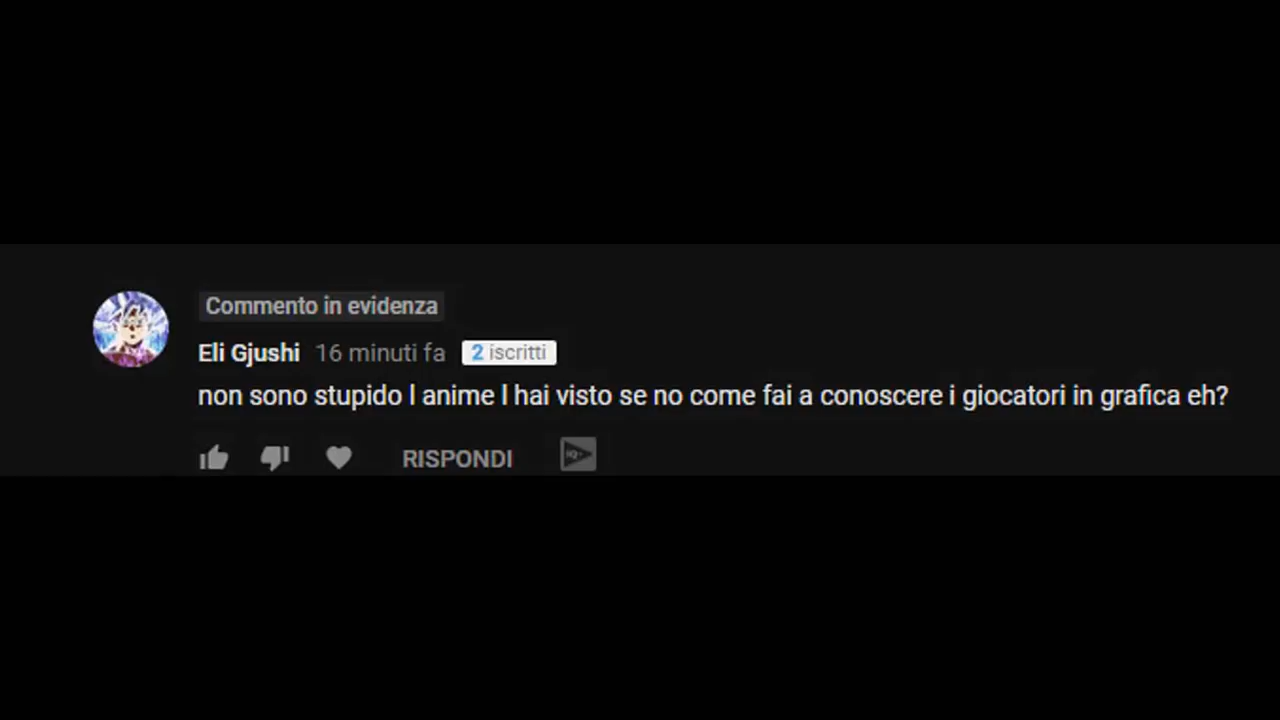 Commento in evidenza
Eli Gjushi 16 minuti fa 2 iscritti
non sono stupido l anime l hai visto se no come fai a conoscere i giocatori in grafica eh?
RISPONDI